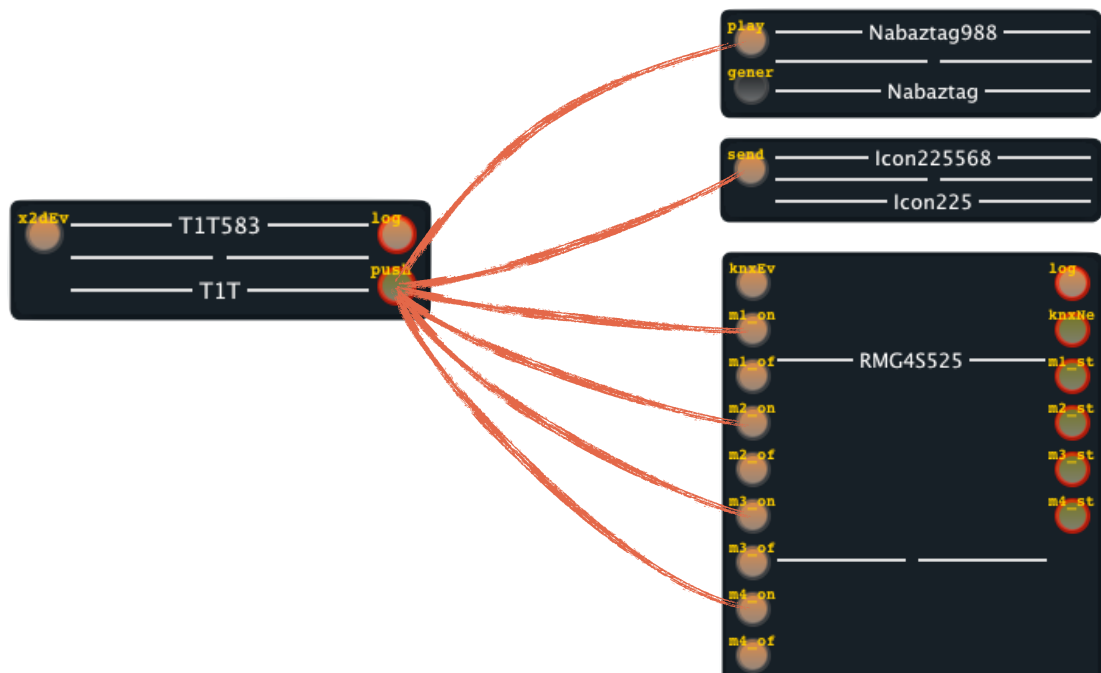 play
Nabaztag988
gener
Nabaztag
send
Icon225568
Icon225
x2dEv
T1T583
log
push
T1T
knxEv
log
m1_on
knxNe
m1_of
RMG4S525
m1_st
m2_on
m2_st
m2_of
m3_st
m3_on
m4_st
m3_of
m4_on
m4_of